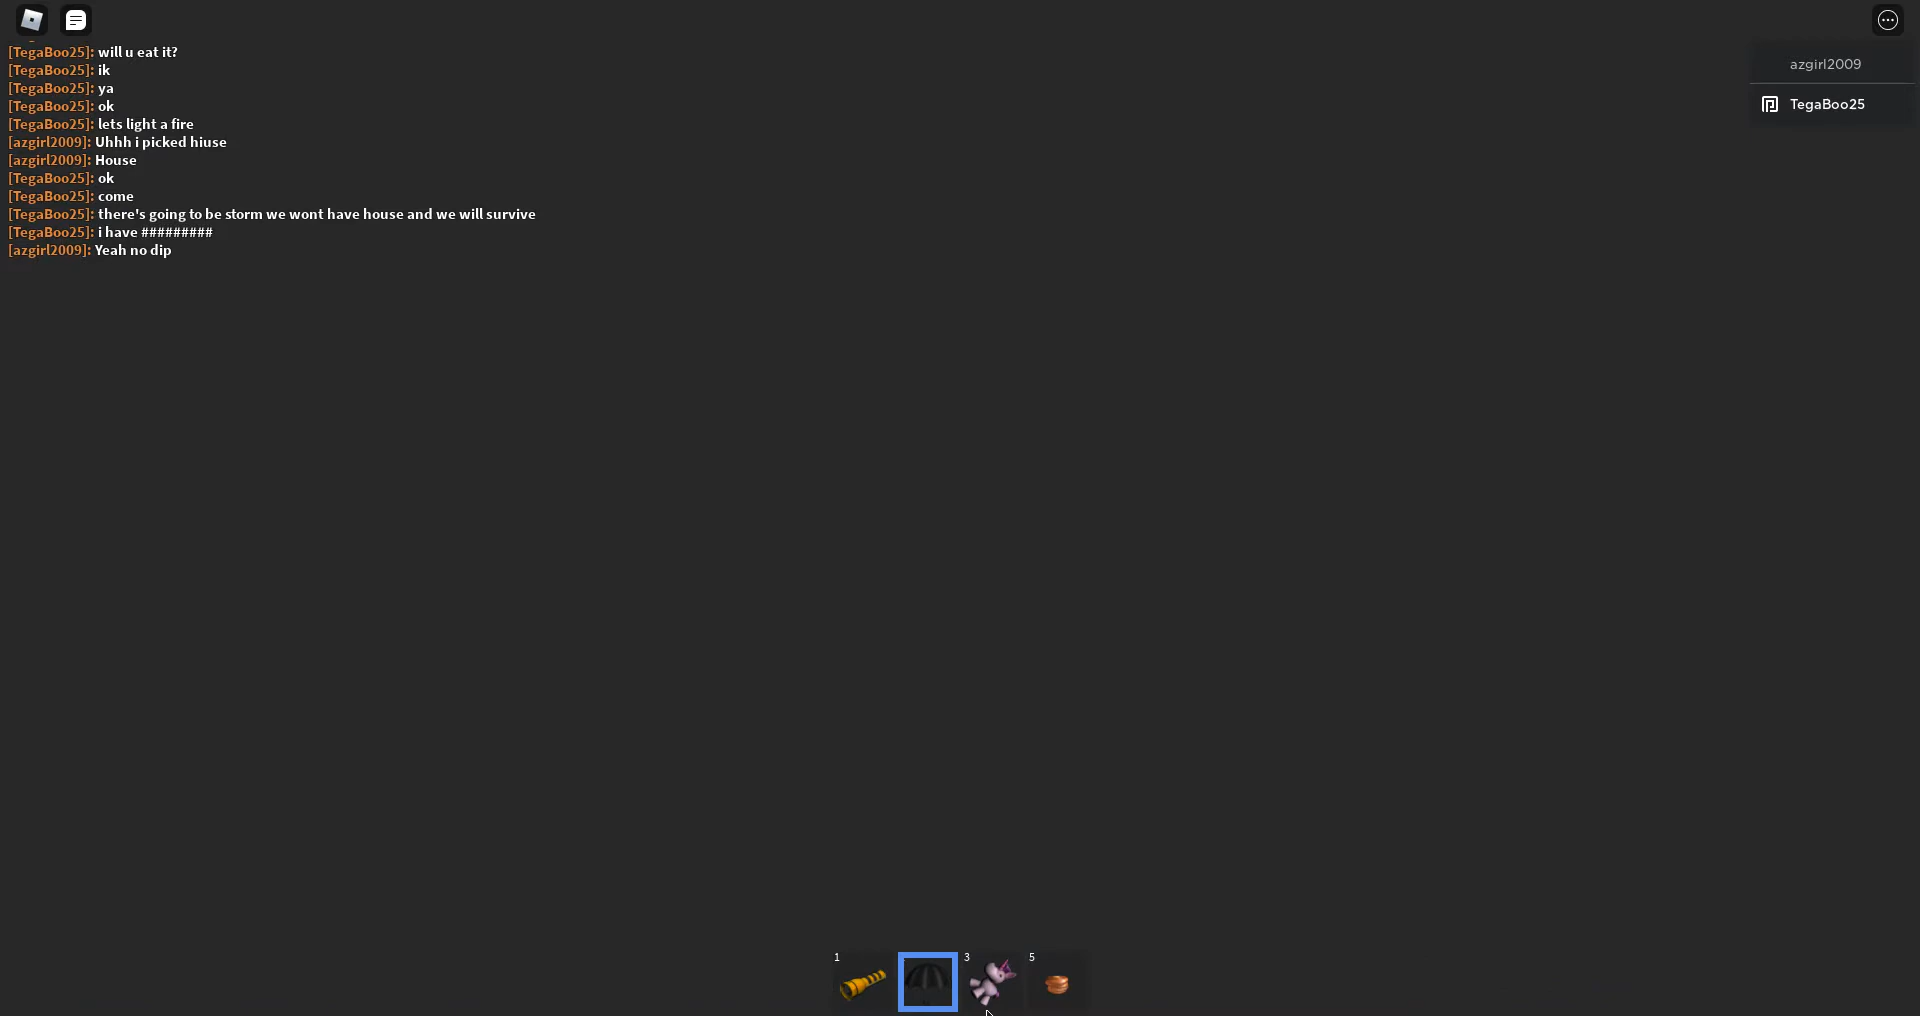 [TegaBoo25]: will u eat it?
[TegaBoo25]: ik
[TegaBoo25]: ya
[TegaBoo25]: ok
[TegaBoo25]: lets light a fire
[azgirl2009]: Uhhh i picked hiuse
[azgirl2009]: House
[TegaBoo25]: ok
[TegaBoo25]: come
[TegaBoo25]: there's going to be storm we wont have house and we will survive
[TegaBoo25]: i have #########
[azgirl2009]: Yeah no dip
azgirl2009
TegaBoo25
1
3
5